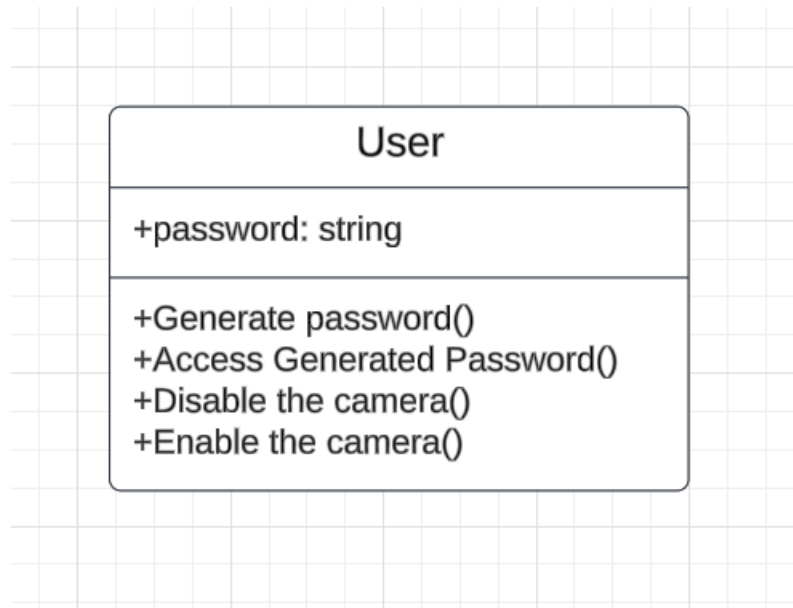 User
+password: string
+Generate password()
+Access Generated Password()
+Disable the camera()
+Enable the camera()